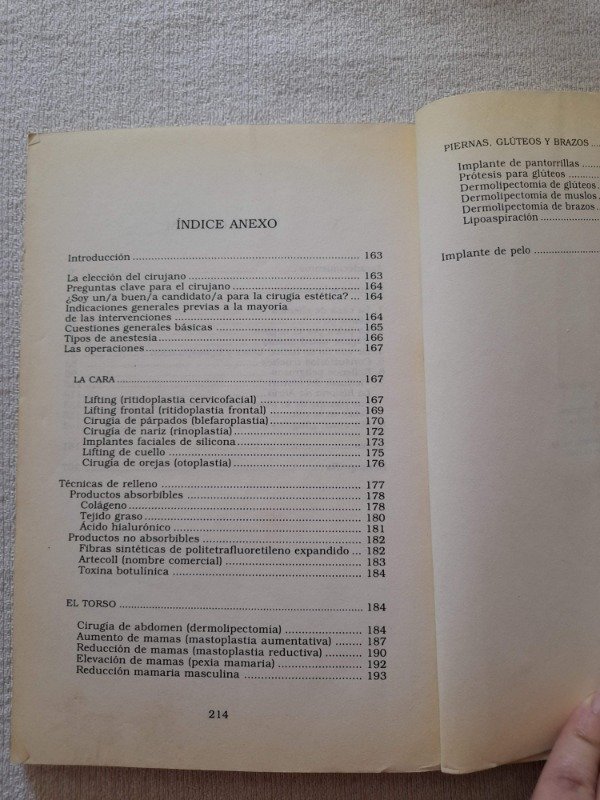 ÍNDICE ANEXO
Introducción ........ 163
La elección del cirujano ........ 163
Preguntas clave para el cirujano ........ 164
¿Soy un/a buen/a candidato/a para la cirugía estética? ... 164
Indicaciones generales previas a la mayoría
de las intervenciones ........ 164
Cuestiones generales básicas ........ 165
Tipos de anestesia ........ 166
Las operaciones ........ 167
LA CARA ........ 167
Lifting (ritidoplastia cervicofacial) ........ 167
Lifting frontal (ritidoplastia frontal) ........ 169
Cirugía de párpados (blefaroplastia) ........ 170
Cirugía de nariz (rinoplastia) ........ 172
Implantes faciales de silicona ........ 173
Lifting de cuello ........ 175
Cirugía de orejas (otoplastia) ........ 176
Técnicas de relleno ........ 177
Productos absorbibles ........ 178
Colágeno ........ 178
Tejido graso ........ 180
Ácido hialurónico ........ 181
Productos no absorbibles ........ 182
Fibras sintéticas de politetrafluoretileno expandido ... 182
Artecoll (nombre comercial) ........ 183
Toxina botulínica ........ 184
EL TORSO ........ 184
Cirugía de abdomen (dermolipectomía) ........ 184
Aumento de mamas (mastoplastia aumentativa) ........ 187
Reducción de mamas (mastoplastia reductiva) ........ 190
Elevación de mamas (pexia mamaria) ........ 192
Reducción mamaria masculina ........ 193
214
PIERNAS, GLÚTEOS Y BRAZOS ....
Implante de pantorrillas ....
Prótesis para glúteos ........
Dermolipectomía de glúteos.
Dermolipectomía de muslos.
Dermolipectomía de brazos.
Lipoaspiración ........
Implante de pelo ........